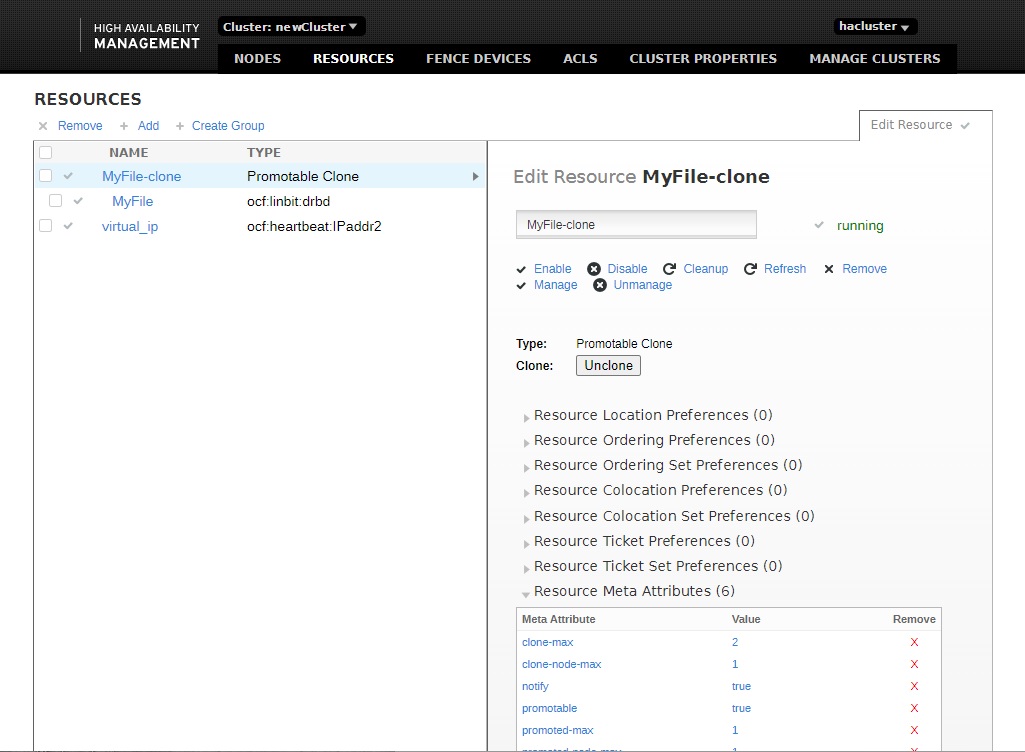 HIGH AVAILABILITY
MANAGEMENT
Cluster: newCluster
hacluster
NODES RESOURCES FENCE DEVICES ACLS CLUSTER PROPERTIES MANAGE CLUSTERS
RESOURCES
Remove Add Create Group
Edit Resource
NAME TYPE
MyFile-clone Promotable Clone
MyFile ocf:linbit:drbd
virtual_ip ocf:heartbeat:IPaddr2
Edit Resource MyFile-clone
MyFile-clone running
Enable Disable Cleanup Refresh Remove
Manage Unmanage
Type: Promotable Clone
Clone: Unclone
Resource Location Preferences (0)
Resource Ordering Preferences (0)
Resource Ordering Set Preferences (0)
Resource Colocation Preferences (0)
Resource Colocation Set Preferences (0)
Resource Ticket Preferences (0)
Resource Ticket Set Preferences (0)
Resource Meta Attributes (6)
Meta Attribute Value Remove
clone-max 2 X
clone-node-max 1 X
notify true X
promotable true X
promoted-max 1 X